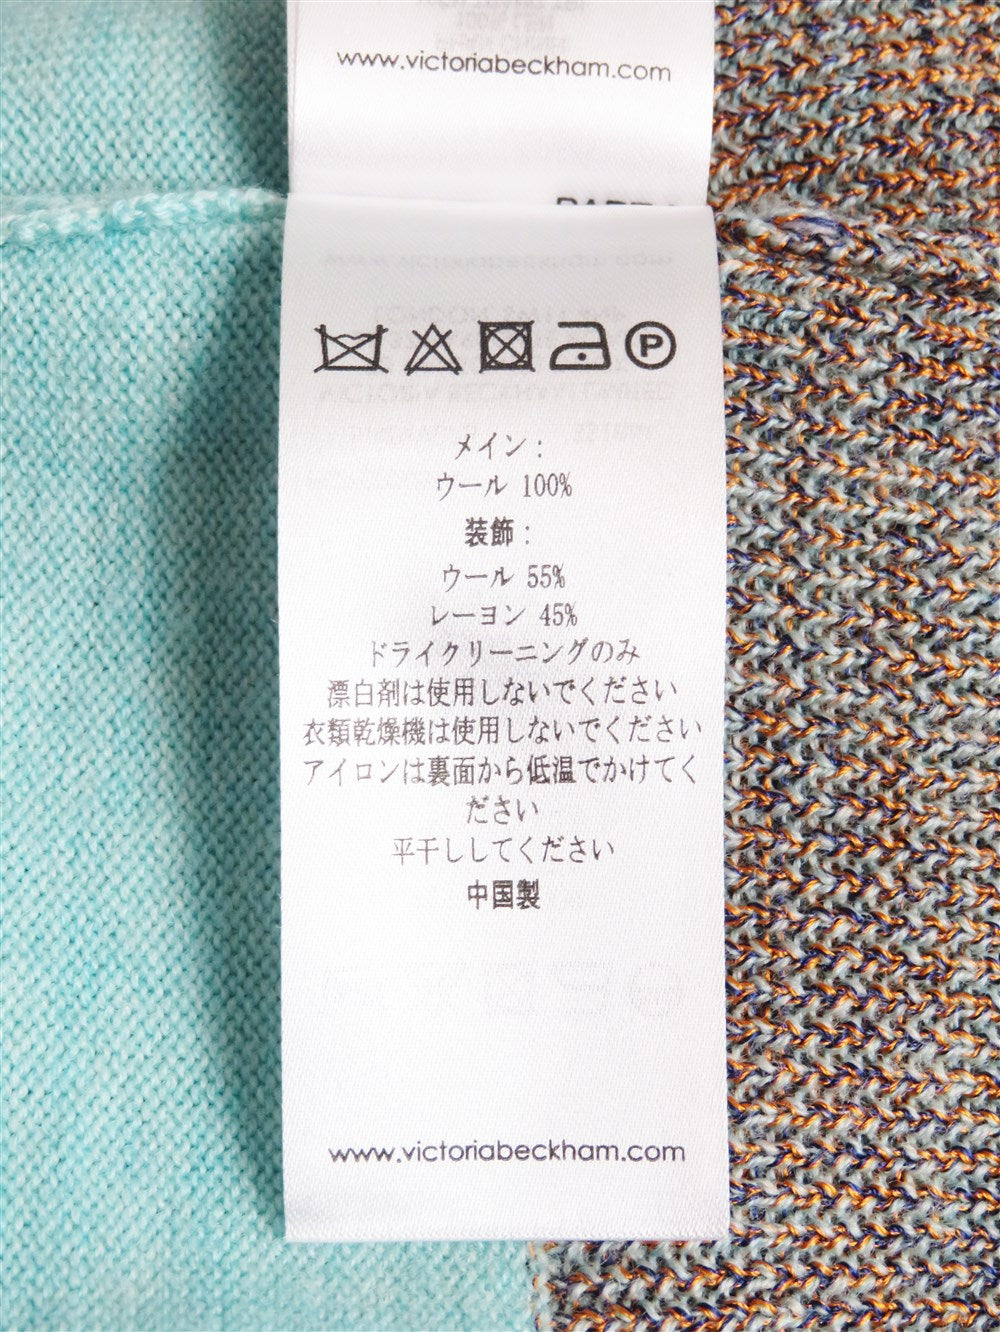 www.victoriabeckham.com
P
メイン：
ウール 100%
装飾：
ウール 55%
レーヨン 45%
ドライクリーニングのみ
漂白剤は使用しないでください
衣類乾燥機は使用しないでください
アイロンは裏面から低温でかけてく
ださい
平干ししてください
中国製
www.victoriabeckham.com